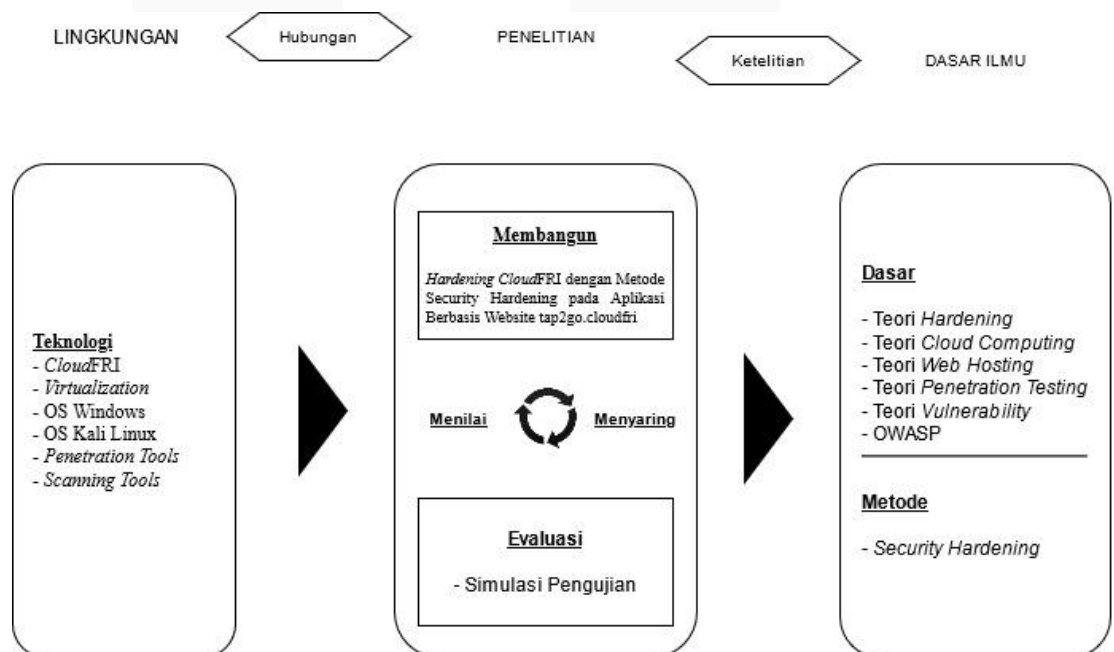 LINGKUNGAN
Hubungan
PENELITIAN
Ketelitian
DASAR ILMU
Teknologi
- CloudFRI
- Virtualization
- OS Windows
- OS Kali Linux
- Penetration Tools
- Scanning Tools
Membangun
Hardening CloudFRI dengan Metode
Security Hardening pada Aplikasi
Berbasis Website tap2go.cloudfri
Menilai
Menyaring
Evaluasi
- Simulasi Pengujian
Dasar
- Teori Hardening
- Teori Cloud Computing
- Teori Web Hosting
- Teori Penetration Testing
- Teori Vulnerability
- OWASP
Metode
- Security Hardening